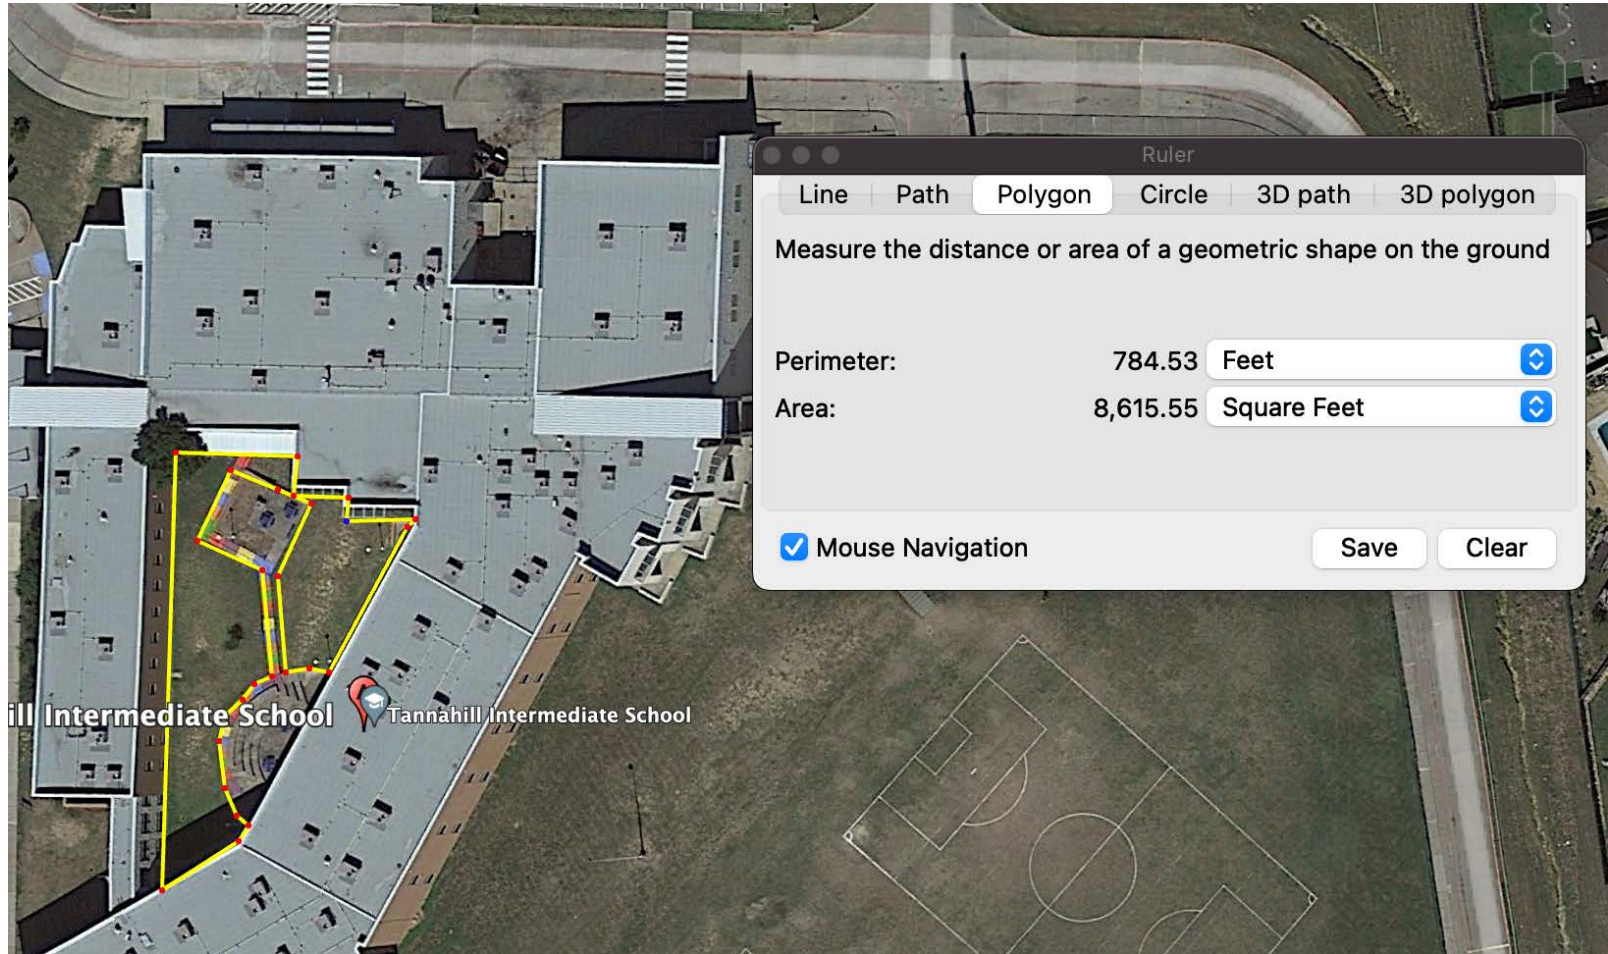 Ruler
Line Path Polygon Circle 3D path 3D polygon
Measure the distance or area of a geometric shape on the ground
Perimeter: 784.53 Feet
Area: 8,615.55 Square Feet
Mouse Navigation Save Clear
ill Intermediate School
Tannahill Intermediate School